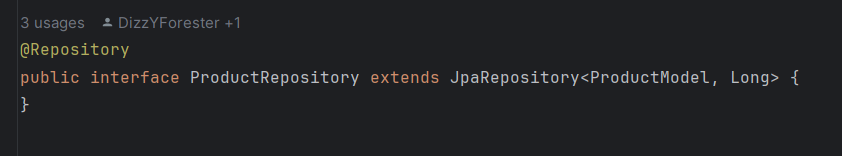 3 usages DizzYForester +1
@Repository
public interface ProductRepository extends JpaRepository<ProductModel, Long> {
}